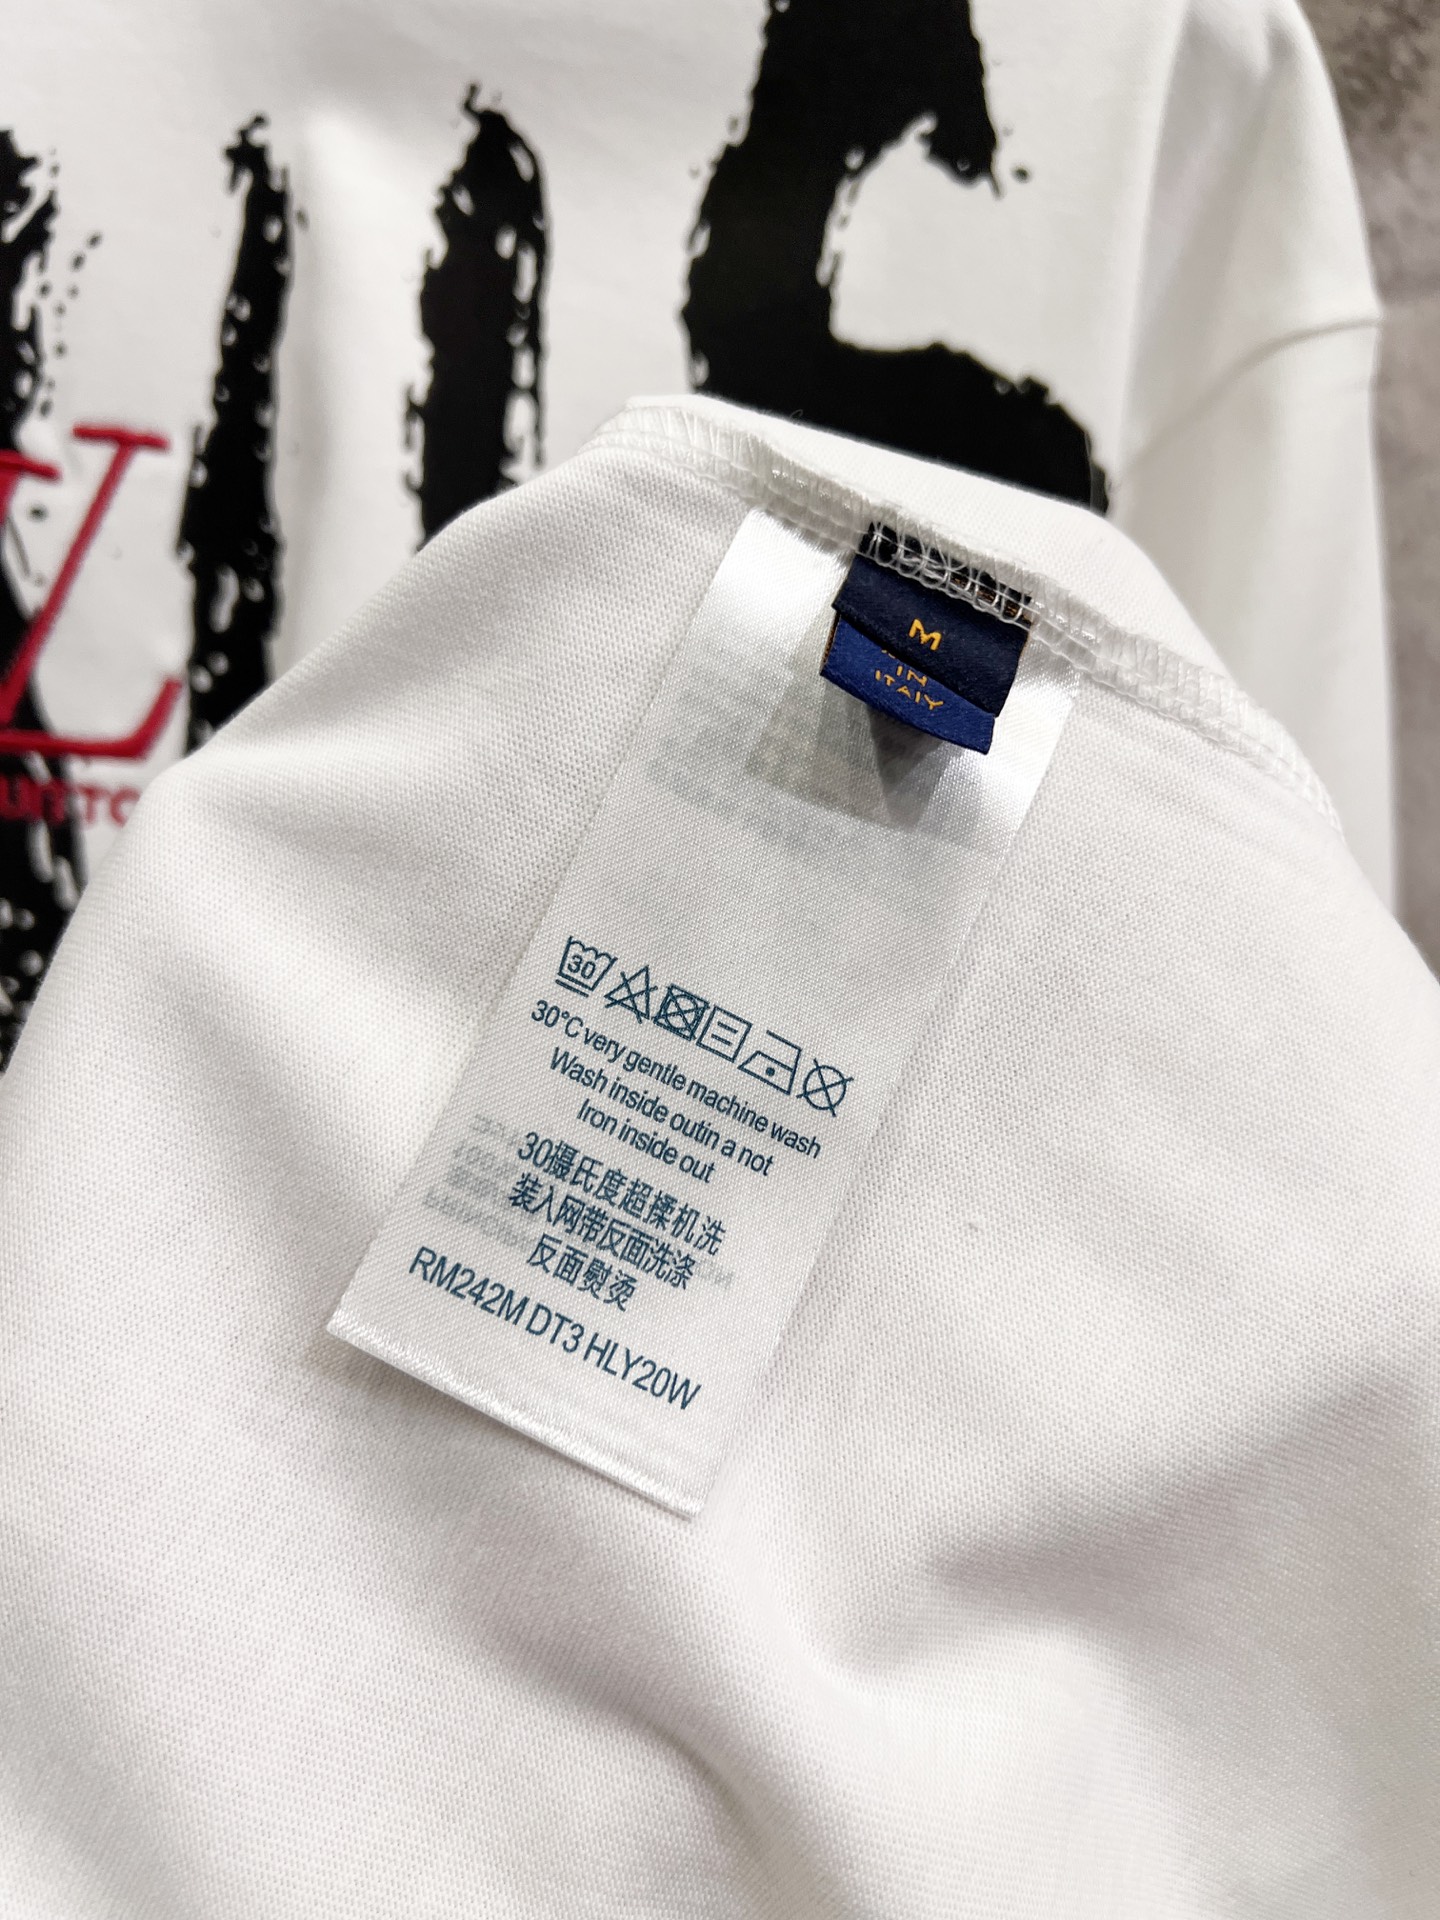 M
IN
ITALY
30
30°C very gentle machine wash
Wash inside outin a not
Iron inside out
30摄氏度超揉机洗
装入网带反面洗涤
反面熨烫
RM242M DT3 HLY20W